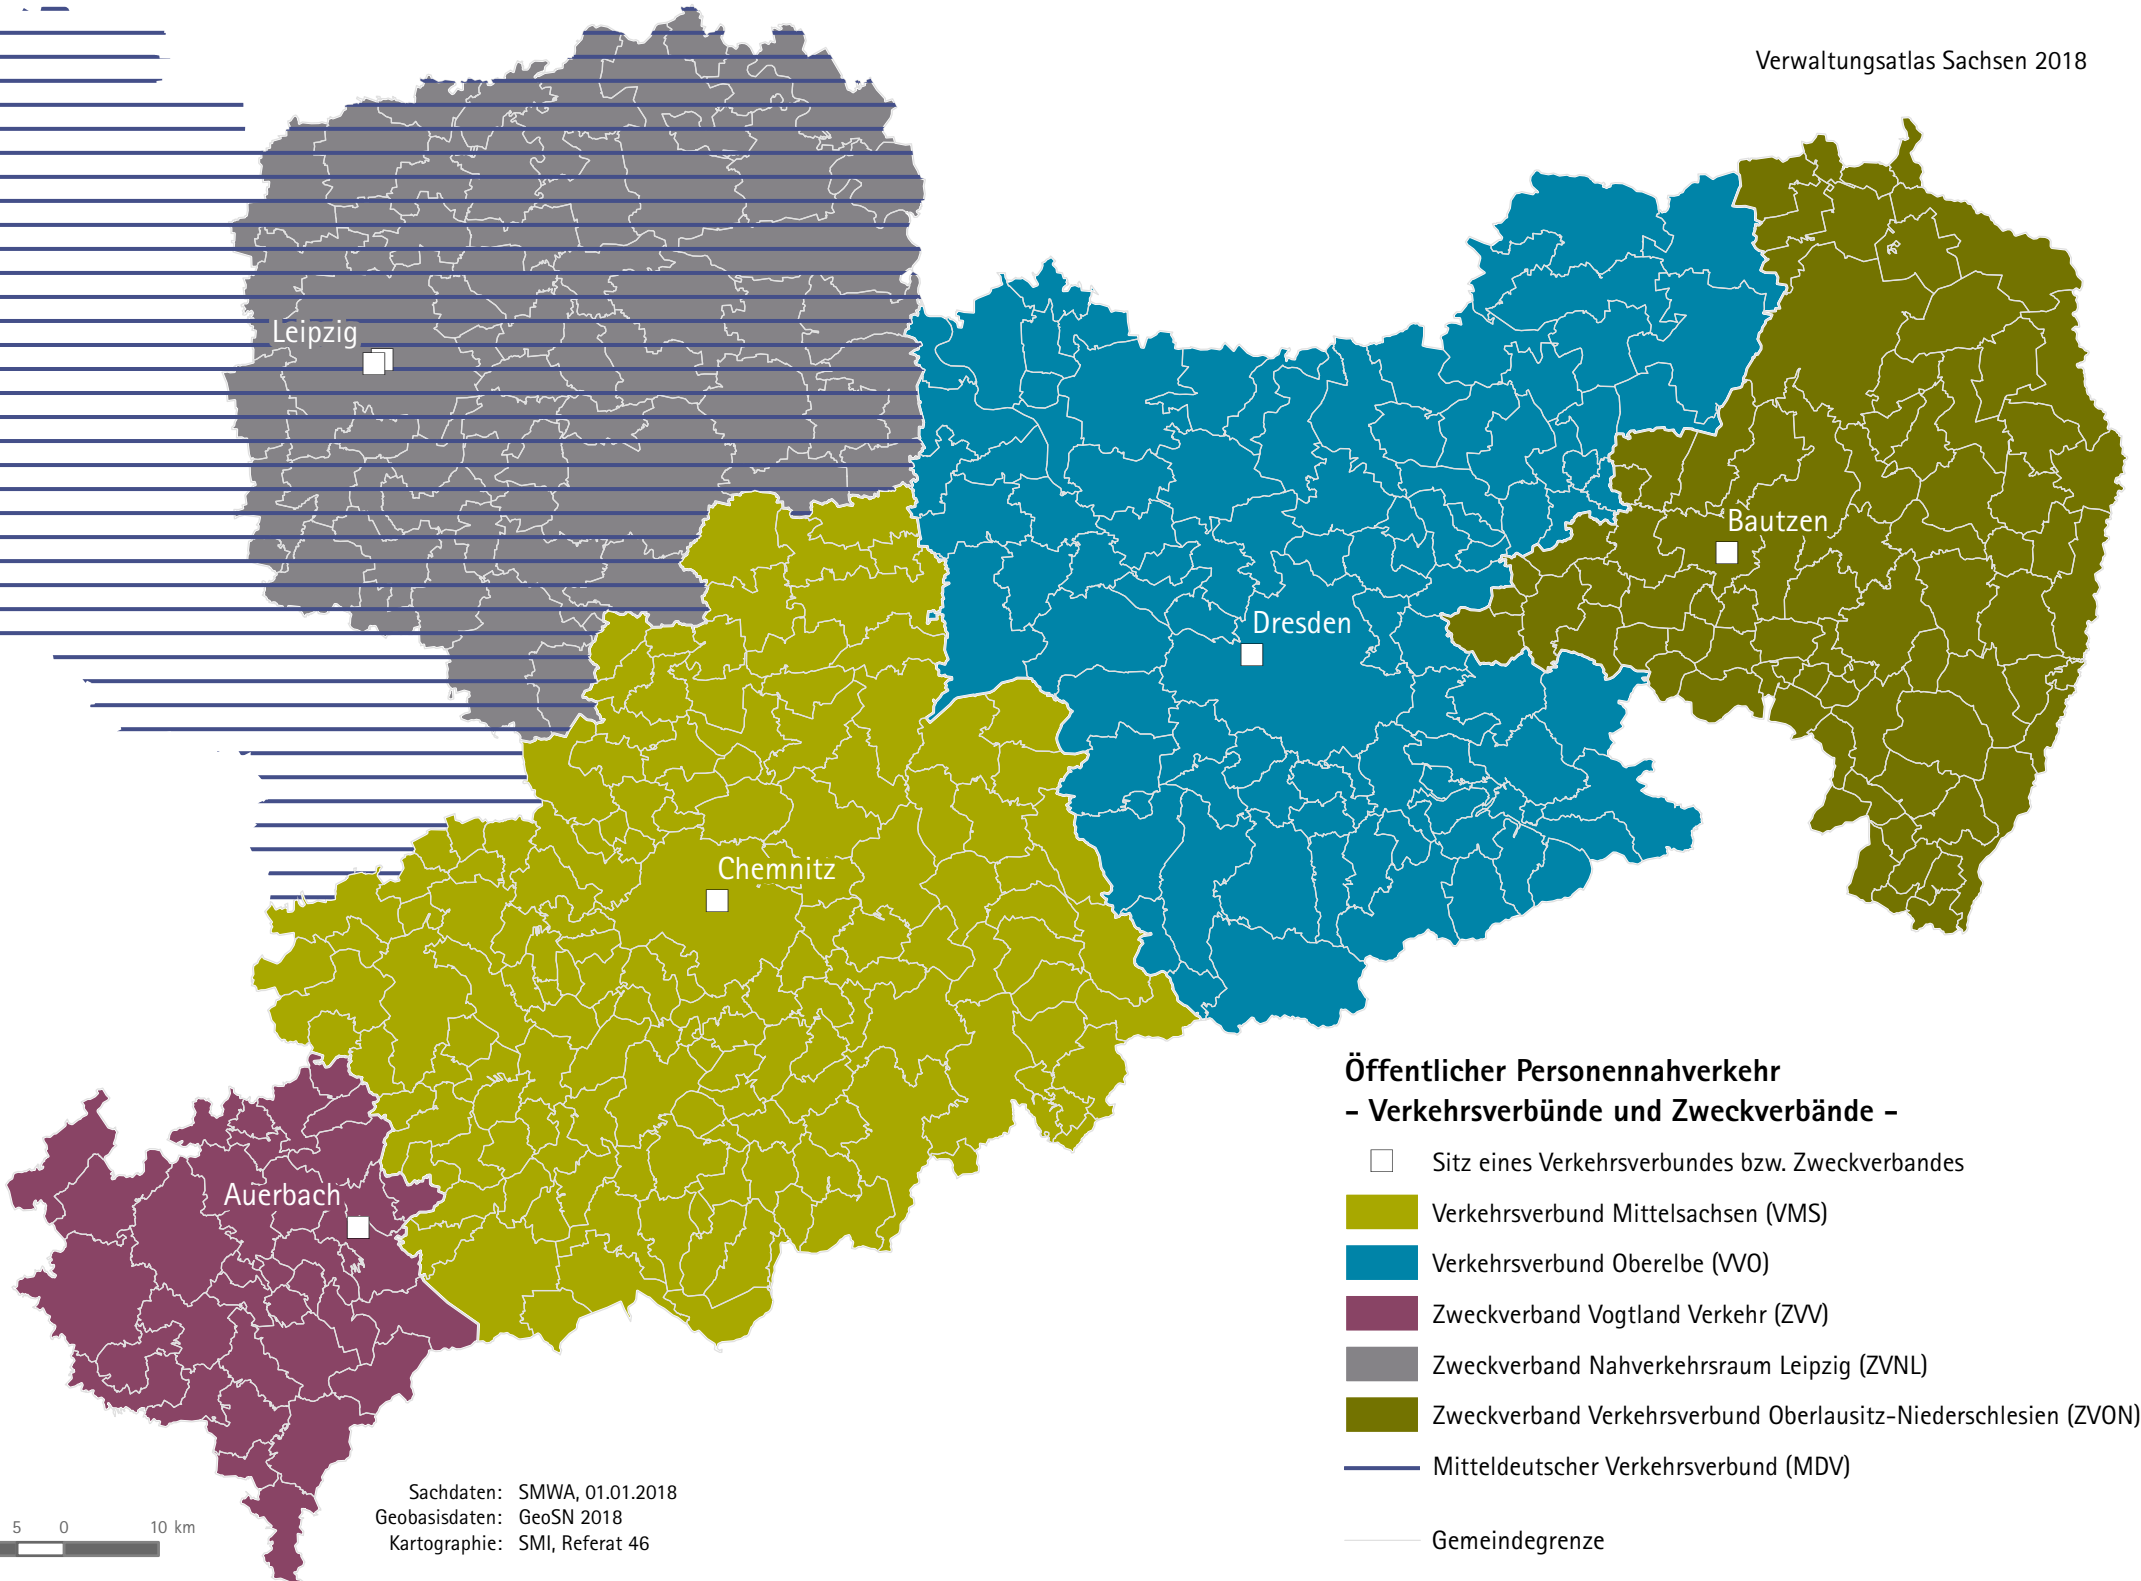 Verwaltungsatlas Sachsen 2018
Leipzig
Bautzen
Dresden
Chemnitz
Auerbach
Öffentlicher Personennahverkehr
- Verkehrsverbünde und Zweckverbände -
Sitz eines Verkehrsverbundes bzw. Zweckverbandes
Verkehrsverbund Mittelsachsen (VMS)
Verkehrsverbund Oberelbe (VVO)
Zweckverband Vogtland Verkehr (ZVV)
Zweckverband Nahverkehrsraum Leipzig (ZVNL)
Zweckverband Verkehrsverbund Oberlausitz-Niederschlesien (ZVON)
Mitteldeutscher Verkehrsverbund (MDV)
Gemeindegrenze
Sachdaten: SMWA, 01.01.2018
Geobasisdaten: GeoSN 2018
Kartographie: SMI, Referat 46
5 0 10 km